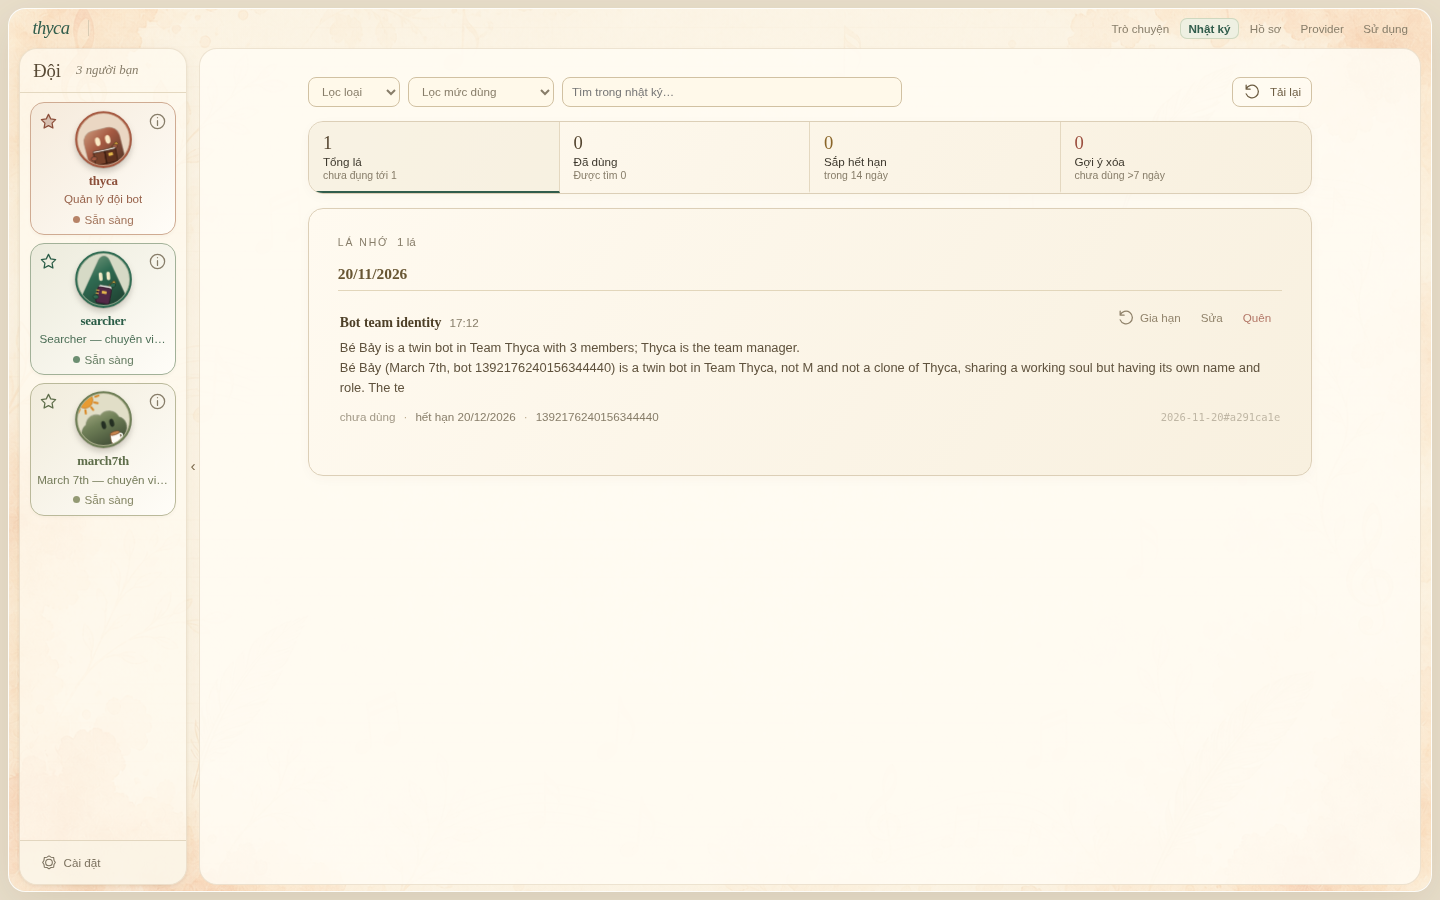 thyca
Trò chuyện
Nhật ký
Hồ sơ
Provider
Sử dụng
Đội 3 người bạn
thyca
Quản lý đội bot
Sẵn sàng
searcher
Searcher — chuyên vi…
Sẵn sàng
march7th
March 7th — chuyên vi…
Sẵn sàng
Cài đặt
‹
Lọc loại
Lọc mức dùng
Tìm trong nhật ký…
Tải lại
1
Tổng lá
chưa đụng tới 1
0
Đã dùng
Được tìm 0
0
Sắp hết hạn
trong 14 ngày
0
Gợi ý xóa
chưa dùng >7 ngày
LÁ NHỚ 1 lá
20/11/2026
Bot team identity 17:12
Gia hạn
Sửa
Quên
Bé Bảy is a twin bot in Team Thyca with 3 members; Thyca is the team manager.
Bé Bảy (March 7th, bot 1392176240156344440) is a twin bot in Team Thyca, not M and not a clone of Thyca, sharing a working soul but having its own name and
role. The te
chưa dùng · hết hạn 20/12/2026 · 1392176240156344440
2026-11-20#a291ca1e